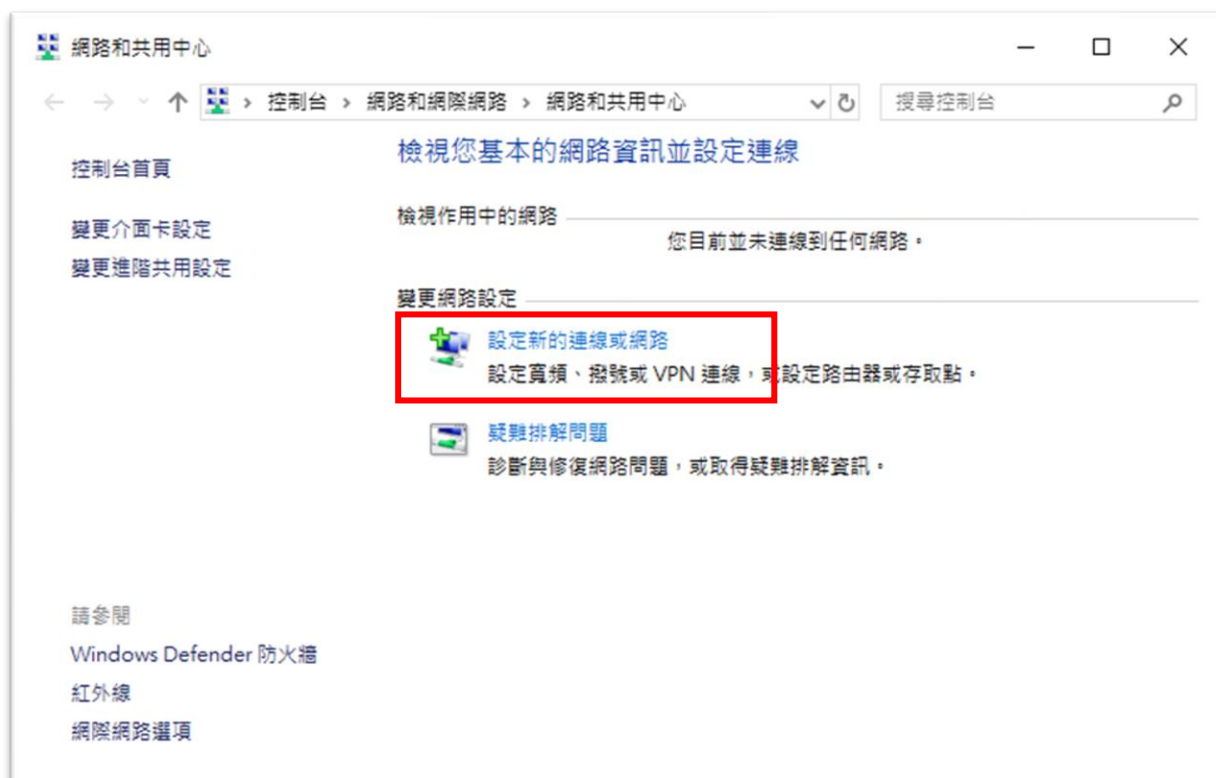 網路和共用中心
控制台 › 網路和網際網路 › 網路和共用中心
搜尋控制台
控制台首頁
變更介面卡設定
變更進階共用設定
檢視您基本的網路資訊並設定連線
檢視作用中的網路
您目前並未連線到任何網路。
變更網路設定
設定新的連線或網路
設定寬頻、撥號或 VPN 連線，或設定路由器或存取點。
疑難排解問題
診斷與修復網路問題，或取得疑難排解資訊。
請參閱
Windows Defender 防火牆
紅外線
網際網路選項